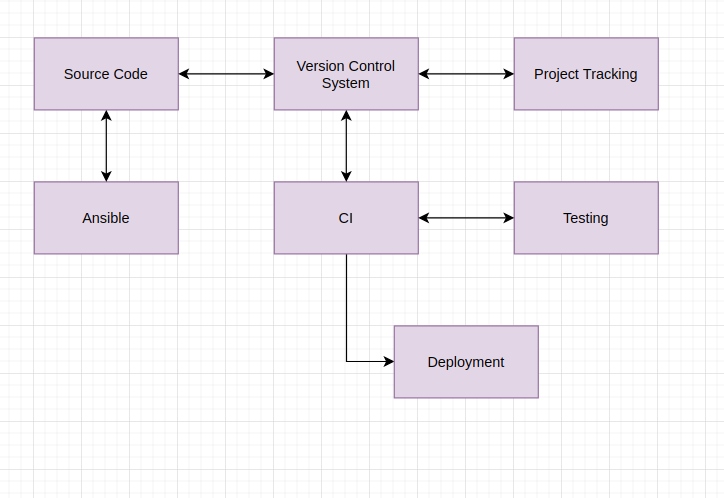 Source Code
Version Control
System
Project Tracking
Ansible
CI
Testing
Deployment